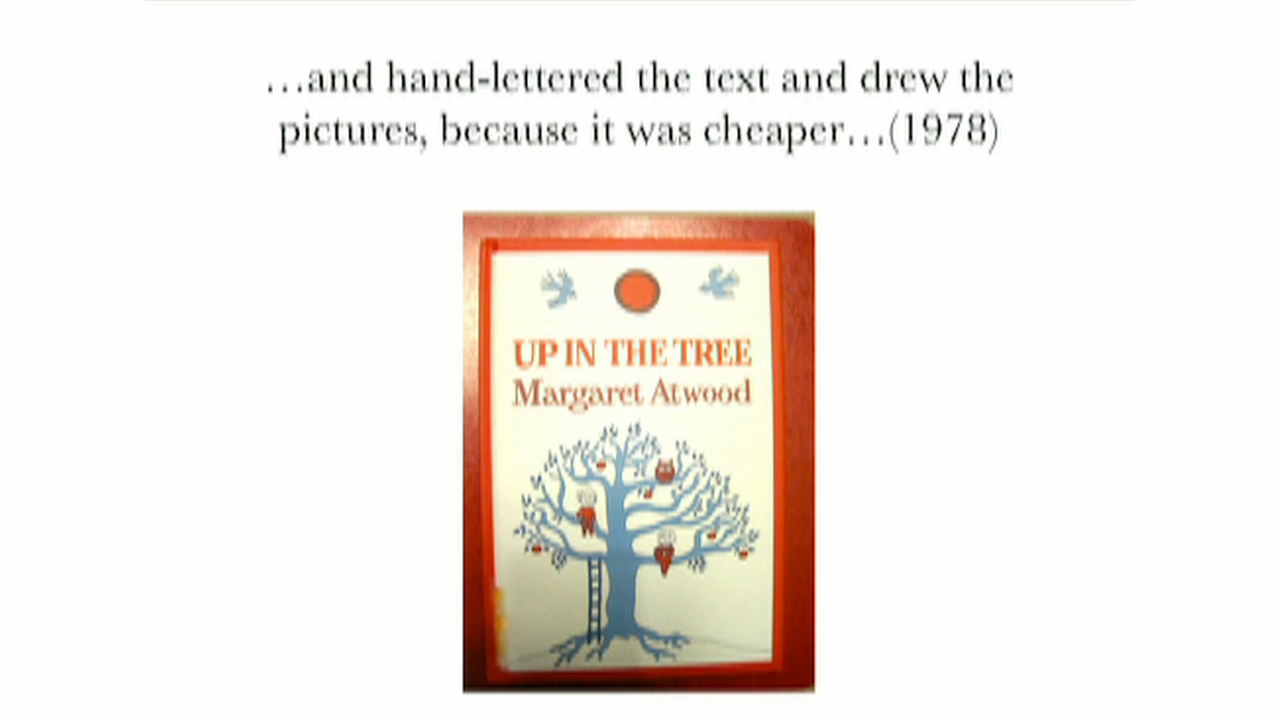 …and hand-lettered the text and drew the
pictures, because it was cheaper…(1978)
UP IN THE TREE
Margaret Atwood